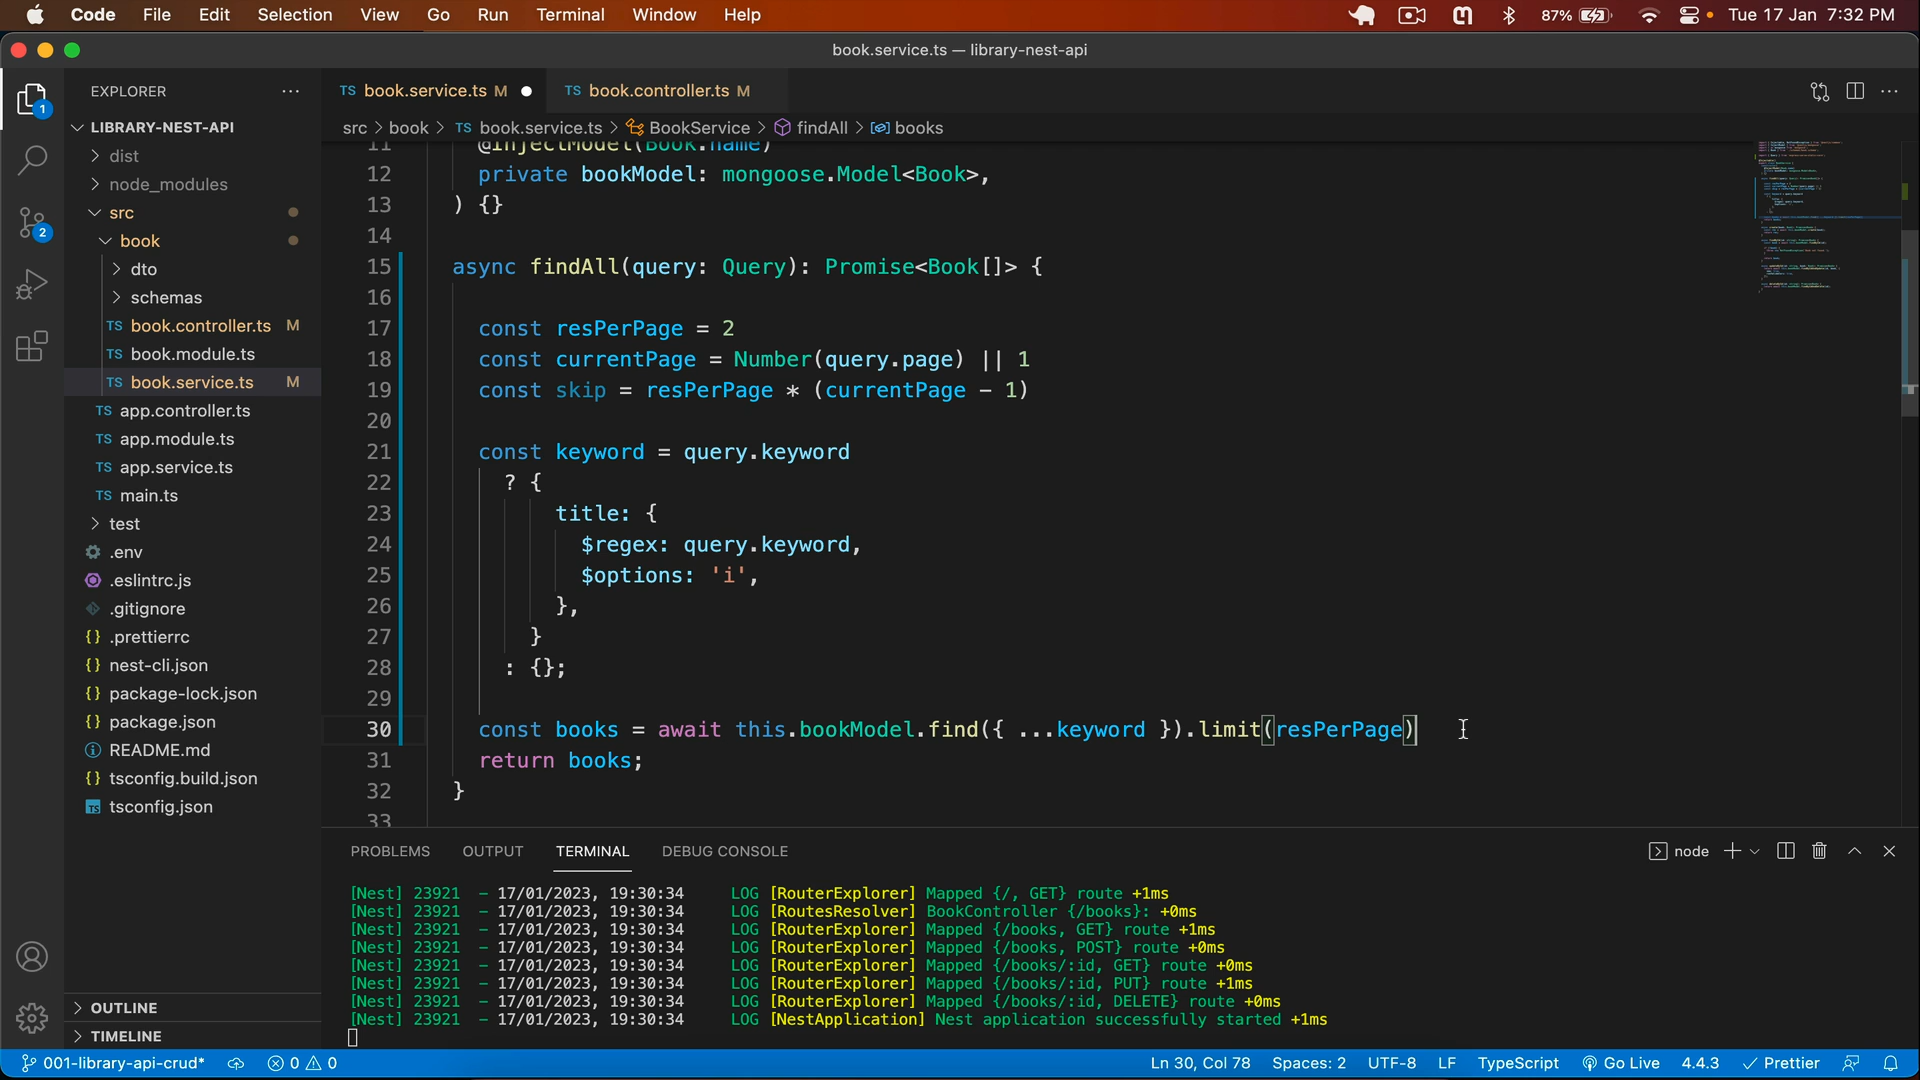 Code File Edit Selection View Go Run Terminal Window Help 87% Tue 17 Jan 7:32 PM
book.service.ts — library-nest-api
EXPLORER
TS book.service.ts M
TS book.controller.ts M
1
LIBRARY-NEST-API
src > book > TS book.service.ts > BookService > findAll > books
dist
node_modules
src
book
dto
schemas
TS book.controller.ts M
TS book.module.ts
TS book.service.ts M
TS app.controller.ts
TS app.module.ts
TS app.service.ts
TS main.ts
test
.env
.eslintrc.js
.gitignore
{} .prettierrc
{} nest-cli.json
{} package-lock.json
{} package.json
README.md
{} tsconfig.build.json
TS tsconfig.json
OUTLINE
TIMELINE
2
11 @InjectModel(Book.name)
12 private bookModel: mongoose.Model<Book>,
13 ) {}
14
15 async findAll(query: Query): Promise<Book[]> {
16
17 const resPerPage = 2
18 const currentPage = Number(query.page) || 1
19 const skip = resPerPage * (currentPage - 1)
20
21 const keyword = query.keyword
22 ? {
23 title: {
24 $regex: query.keyword,
25 $options: 'i',
26 },
27 }
28 : {};
29
30 const books = await this.bookModel.find({ ...keyword }).limit(resPerPage)
31 return books;
32 }
33
PROBLEMS OUTPUT TERMINAL DEBUG CONSOLE node
[Nest] 23921 - 17/01/2023, 19:30:34 LOG [RouterExplorer] Mapped {/, GET} route +1ms
[Nest] 23921 - 17/01/2023, 19:30:34 LOG [RoutesResolver] BookController {/books}: +0ms
[Nest] 23921 - 17/01/2023, 19:30:34 LOG [RouterExplorer] Mapped {/books, GET} route +1ms
[Nest] 23921 - 17/01/2023, 19:30:34 LOG [RouterExplorer] Mapped {/books, POST} route +0ms
[Nest] 23921 - 17/01/2023, 19:30:34 LOG [RouterExplorer] Mapped {/books/:id, GET} route +0ms
[Nest] 23921 - 17/01/2023, 19:30:34 LOG [RouterExplorer] Mapped {/books/:id, PUT} route +1ms
[Nest] 23921 - 17/01/2023, 19:30:34 LOG [RouterExplorer] Mapped {/books/:id, DELETE} route +0ms
[Nest] 23921 - 17/01/2023, 19:30:34 LOG [NestApplication] Nest application successfully started +1ms
001-library-api-crud* 0 0 Ln 30, Col 78 Spaces: 2 UTF-8 LF TypeScript Go Live 4.4.3 Prettier